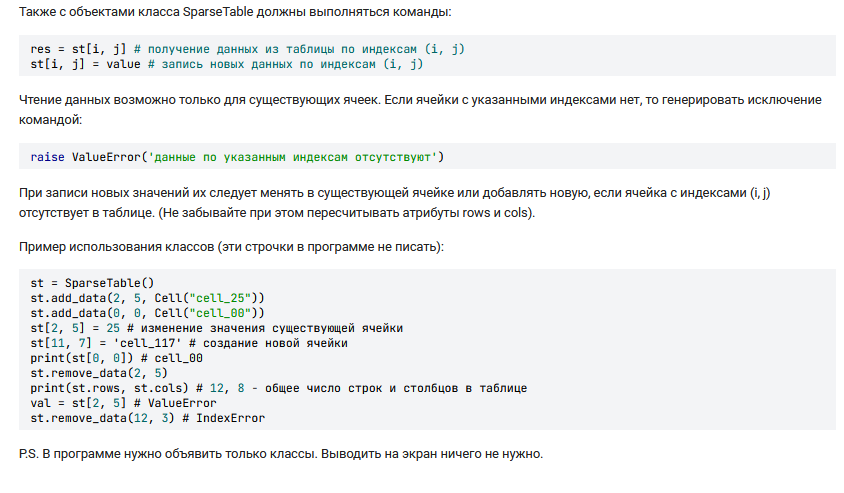 Также с объектами класса SparseTable должны выполняться команды:
res = st[i, j] # получение данных из таблицы по индексам (i, j)
st[i, j] = value # запись новых данных по индексам (i, j)
Чтение данных возможно только для существующих ячеек. Если ячейки с указанными индексами нет, то генерировать исключение
командой:
raise ValueError('данные по указанным индексам отсутствуют')
При записи новых значений их следует менять в существующей ячейке или добавлять новую, если ячейка с индексами (i, j)
отсутствует в таблице. (Не забывайте при этом пересчитывать атрибуты rows и cols).
Пример использования классов (эти строчки в программе не писать):
st = SparseTable()
st.add_data(2, 5, Cell("cell_25"))
st.add_data(0, 0, Cell("cell_00"))
st[2, 5] = 25 # изменение значения существующей ячейки
st[11, 7] = 'cell_117' # создание новой ячейки
print(st[0, 0]) # cell_00
st.remove_data(2, 5)
print(st.rows, st.cols) # 12, 8 - общее число строк и столбцов в таблице
val = st[2, 5] # ValueError
st.remove_data(12, 3) # IndexError
P.S. В программе нужно объявить только классы. Выводить на экран ничего не нужно.